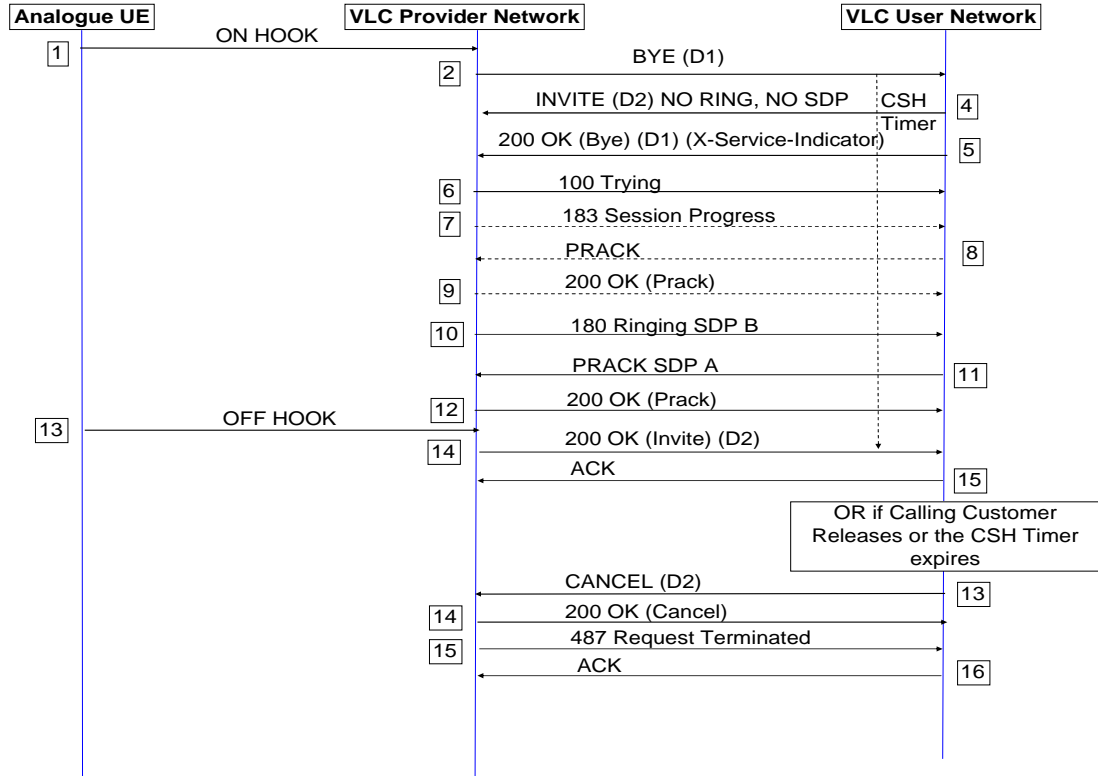 Analogue UE
VLC Provider Network
VLC User Network
ON HOOK
1
BYE (D1)
2
INVITE (D2) NO RING, NO SDP
CSH
Timer
4
200 OK (Bye) (D1) (X-Service-Indicator)
5
6
100 Trying
7
183 Session Progress
PRACK
8
9
200 OK (Prack)
10
180 Ringing SDP B
PRACK SDP A
11
12
200 OK (Prack)
13
OFF HOOK
14
200 OK (Invite) (D2)
ACK
15
OR if Calling Customer
Releases or the CSH Timer
expires
CANCEL (D2)
13
14
200 OK (Cancel)
15
487 Request Terminated
ACK
16